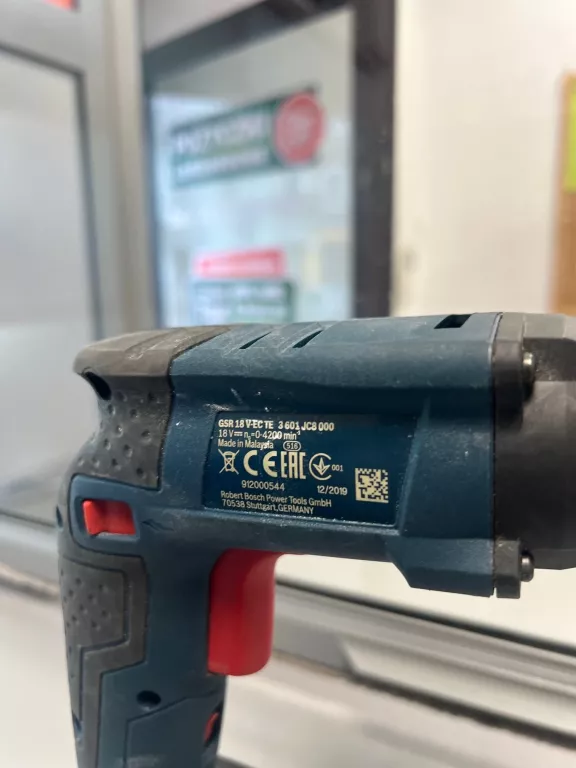 GSR 18 V-EC TE 3 601 JC8 000
18 V⎓ n₀=0-4200 min⁻¹
Made in Malaysia 516
CE EAC 001
912000544 12/2019
Robert Bosch Power Tools GmbH
70538 Stuttgart, GERMANY